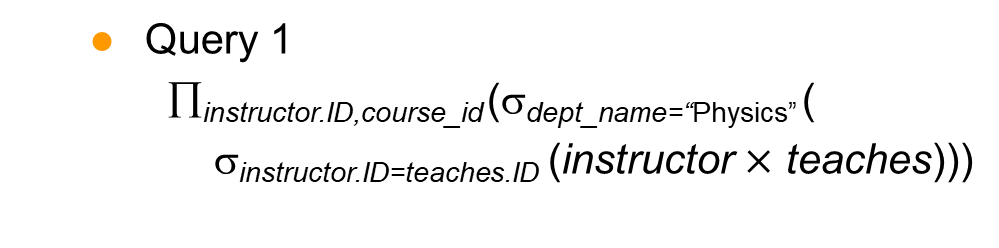 ● Query 1
∏instructor.ID,course_id(σdept_name=“Physics”(
σinstructor.ID=teaches.ID(instructor × teaches)))